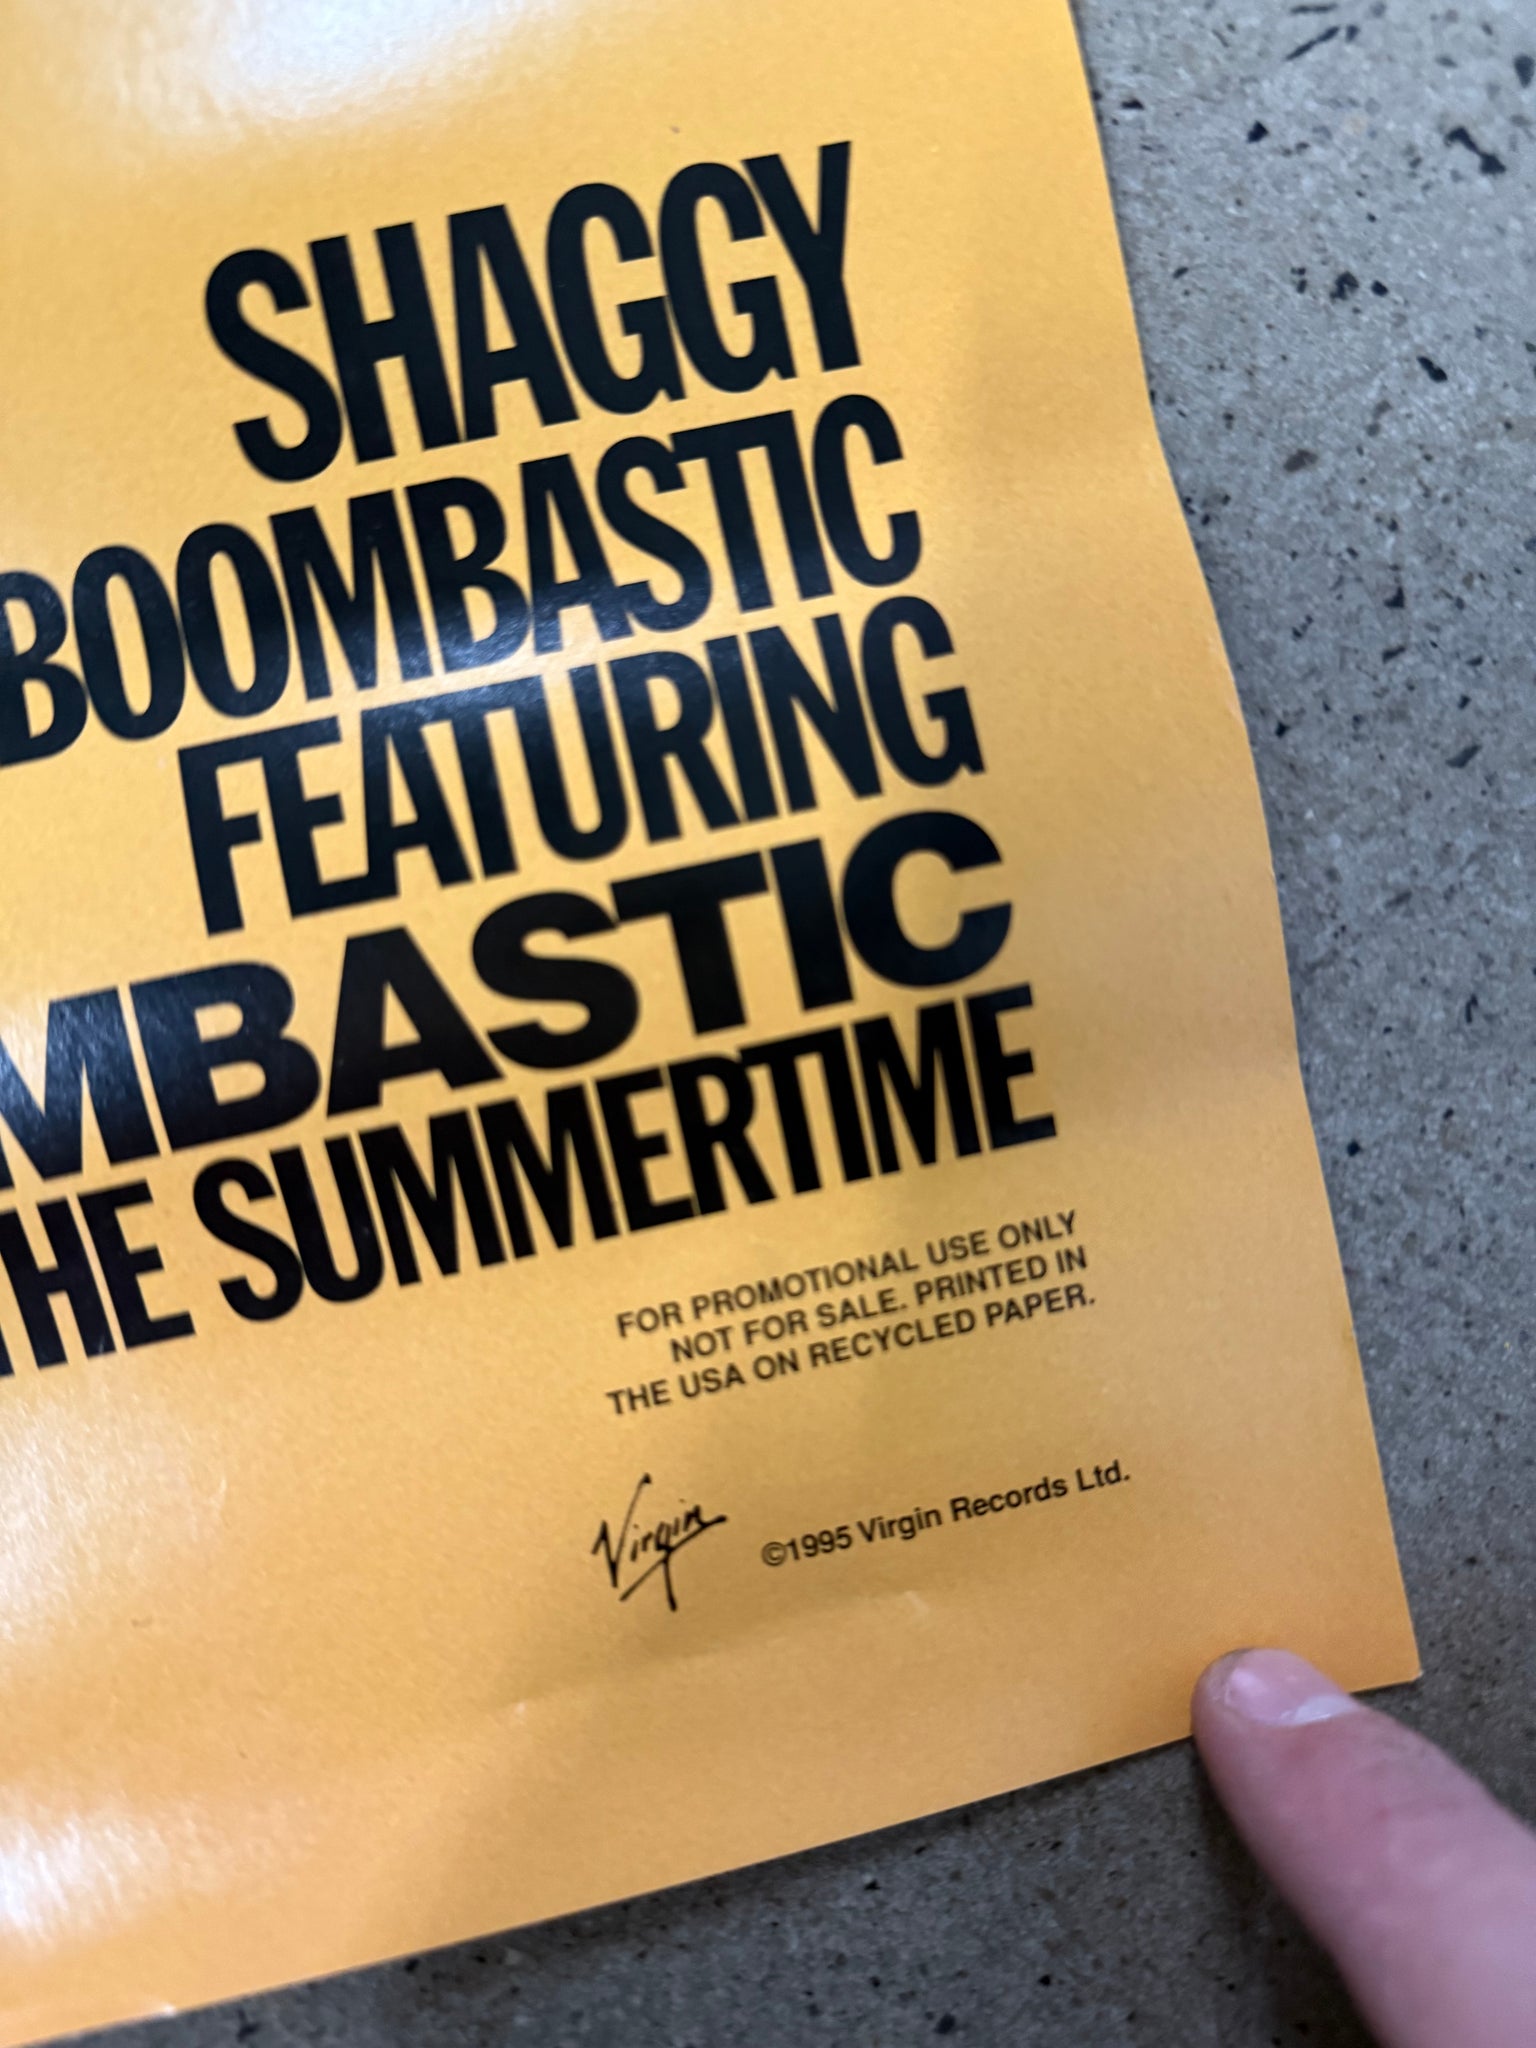 SHAGGY
BOOMBASTIC
FEATURING
MBASTIC
THE SUMMERTIME
FOR PROMOTIONAL USE ONLY
NOT FOR SALE. PRINTED IN
THE USA ON RECYCLED PAPER.
Virgin ©1995 Virgin Records Ltd.